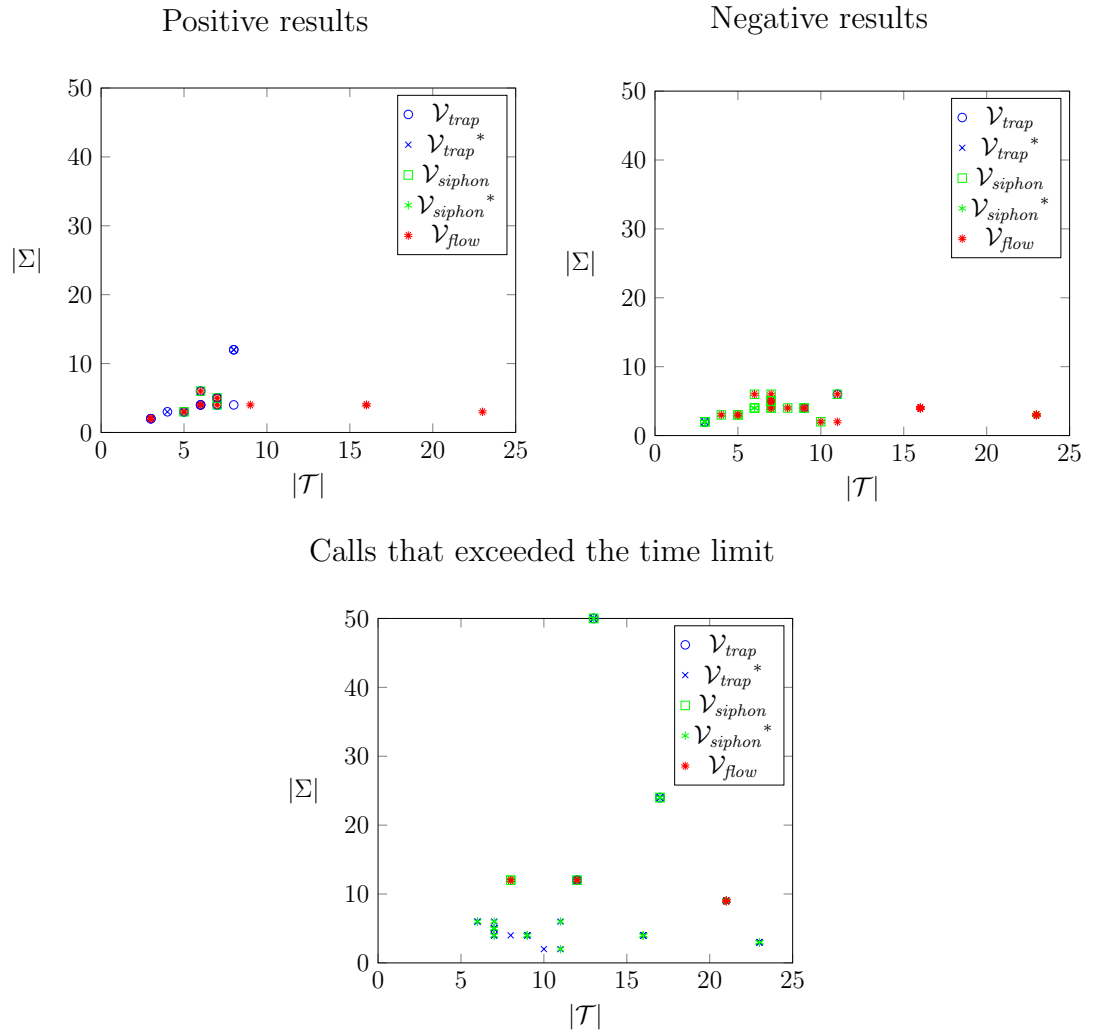 Positive results
50
40
30
20
10
0
|Σ|
0 5 10 15 20 25
|𝒯|
𝒱trap
𝒱trap*
𝒱siphon
𝒱siphon*
𝒱flow
Negative results
50
40
30
20
10
0
|Σ|
0 5 10 15 20 25
|𝒯|
𝒱trap
𝒱trap*
𝒱siphon
𝒱siphon*
𝒱flow
Calls that exceeded the time limit
50
40
30
20
10
0
|Σ|
0 5 10 15 20 25
|𝒯|
𝒱trap
𝒱trap*
𝒱siphon
𝒱siphon*
𝒱flow